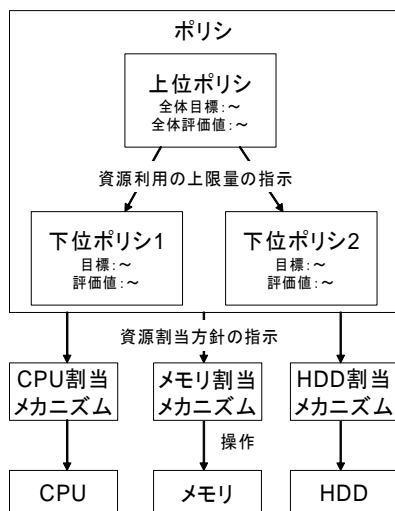 ポリシ
上位ポリシ
全体目標:~
全体評価値:~
資源利用の上限量の指示
下位ポリシ1
目標:~
評価値:~
下位ポリシ2
目標:~
評価値:~
資源割当方針の指示
CPU割当
メカニズム
メモリ割当
メカニズム
HDD割当
メカニズム
操作
CPU
メモリ
HDD